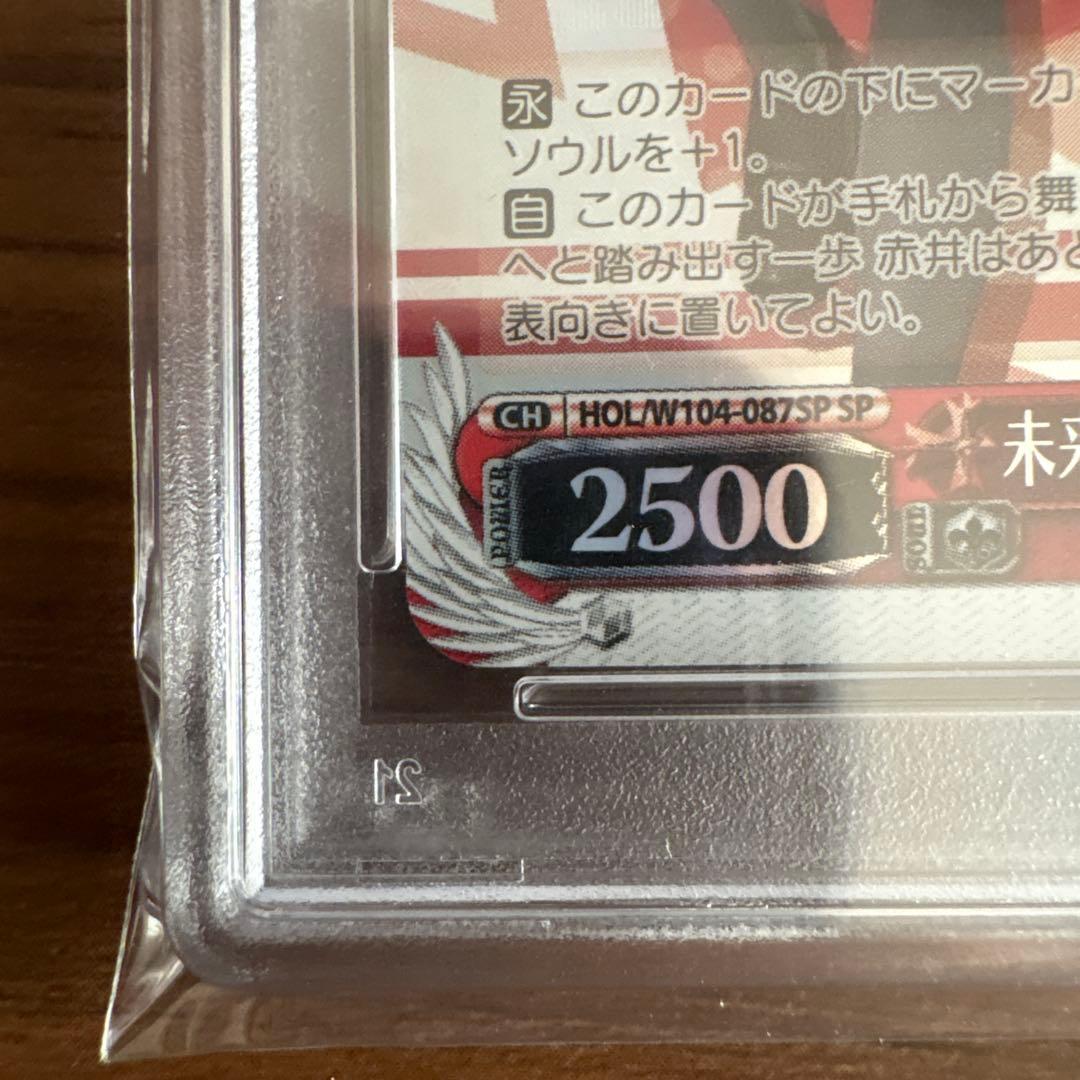 永 このカードの下にマーカ
ソウルを+1。
自 このカードが手札から舞
へと踏み出す一歩 赤井はあと
表向きに置いてよい。
CH HOL/W104-087SP SP
POWER 2500
未来
SOUL
21